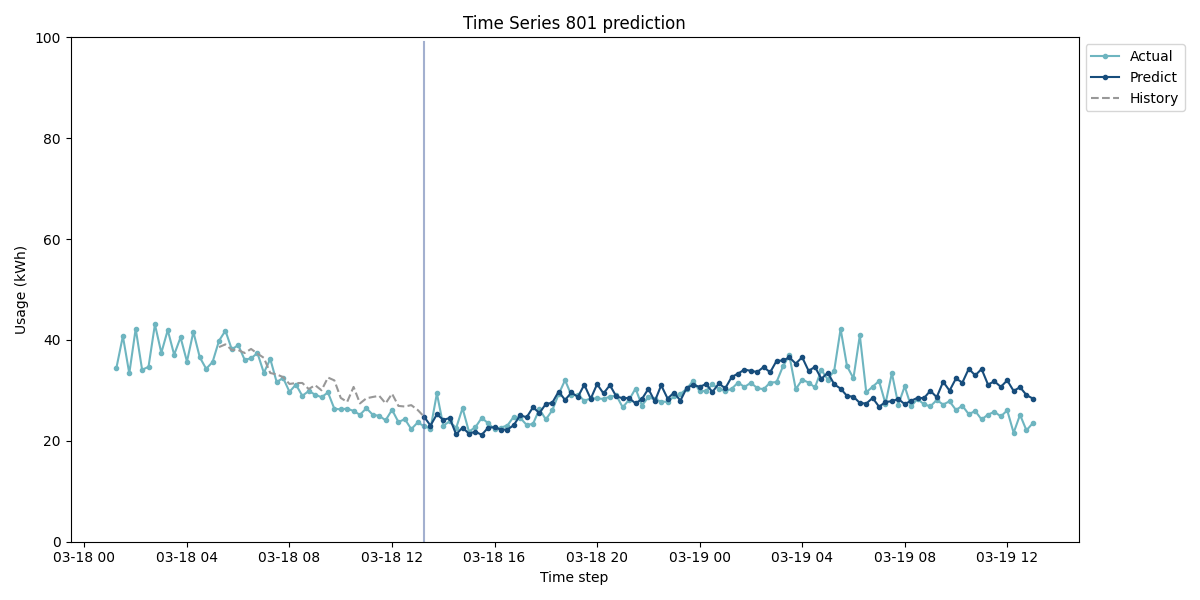 Time Series 801 prediction
Usage (kWh)
100
80
60
40
20
0
03-18 00 03-18 04 03-18 08 03-18 12 03-18 16 03-18 20 03-19 00 03-19 04 03-19 08 03-19 12
Time step
Actual
Predict
History